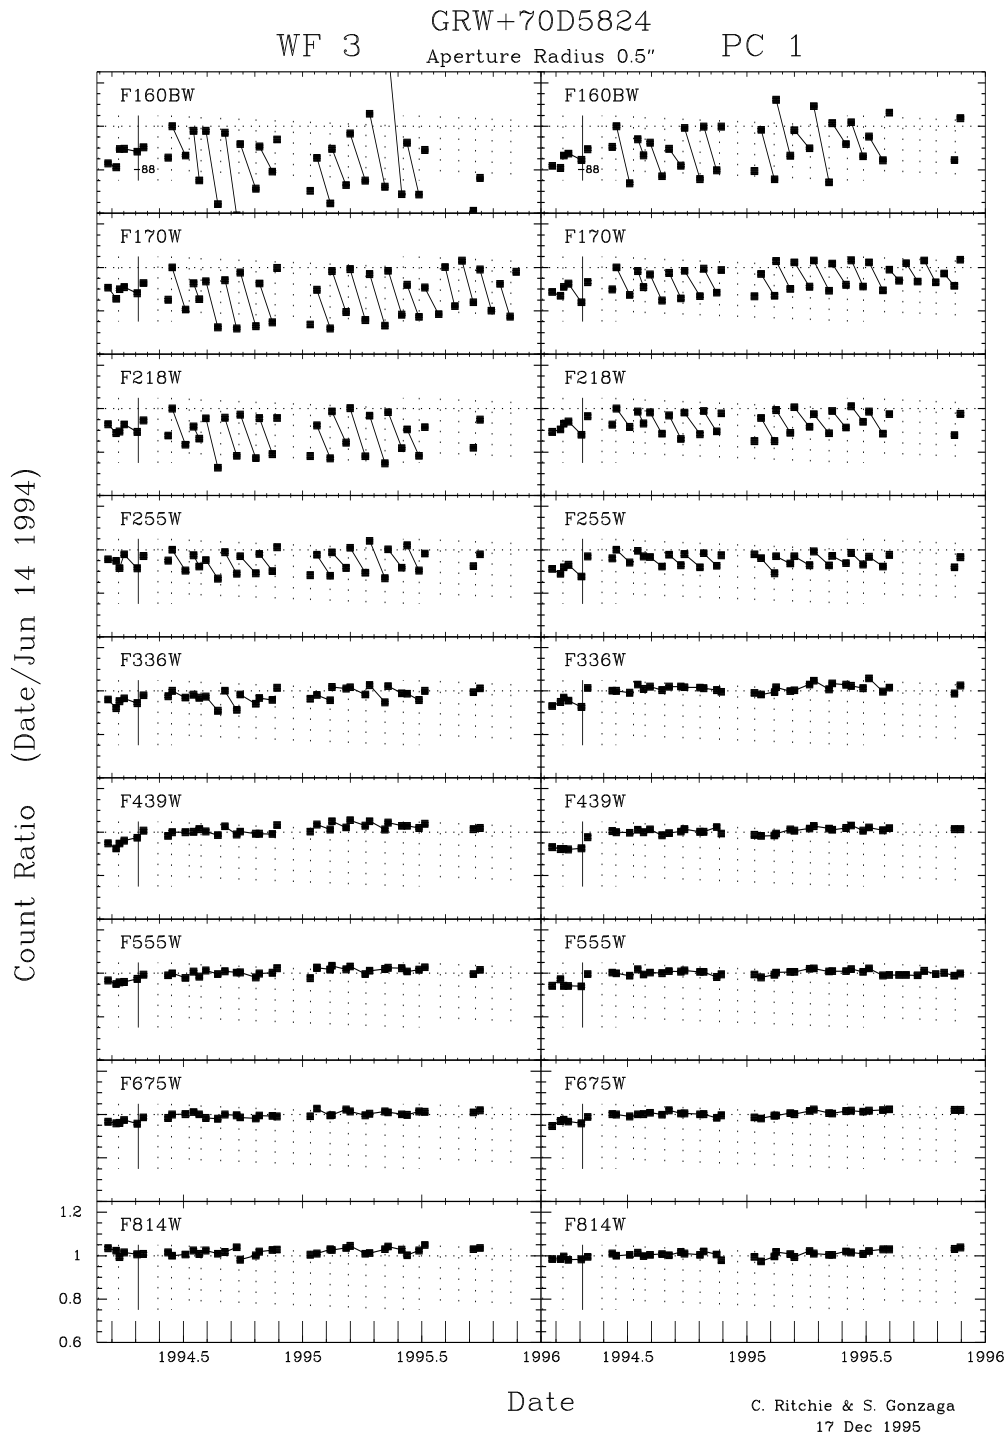 GRW+70D5824
WF 3
Aperture Radius 0.5"
PC 1
F160BW
-88
F160BW
-88
F170W
F170W
F218W
F218W
F255W
F255W
F336W
F336W
F439W
F439W
F555W
F555W
F675W
F675W
F814W
F814W
1.2
1
0.8
0.6
Count Ratio (Date/Jun 14 1994)
1994.5 1995 1995.5 1996 1994.5 1995 1995.5 1996
Date
C. Ritchie & S. Gonzaga
17 Dec 1995